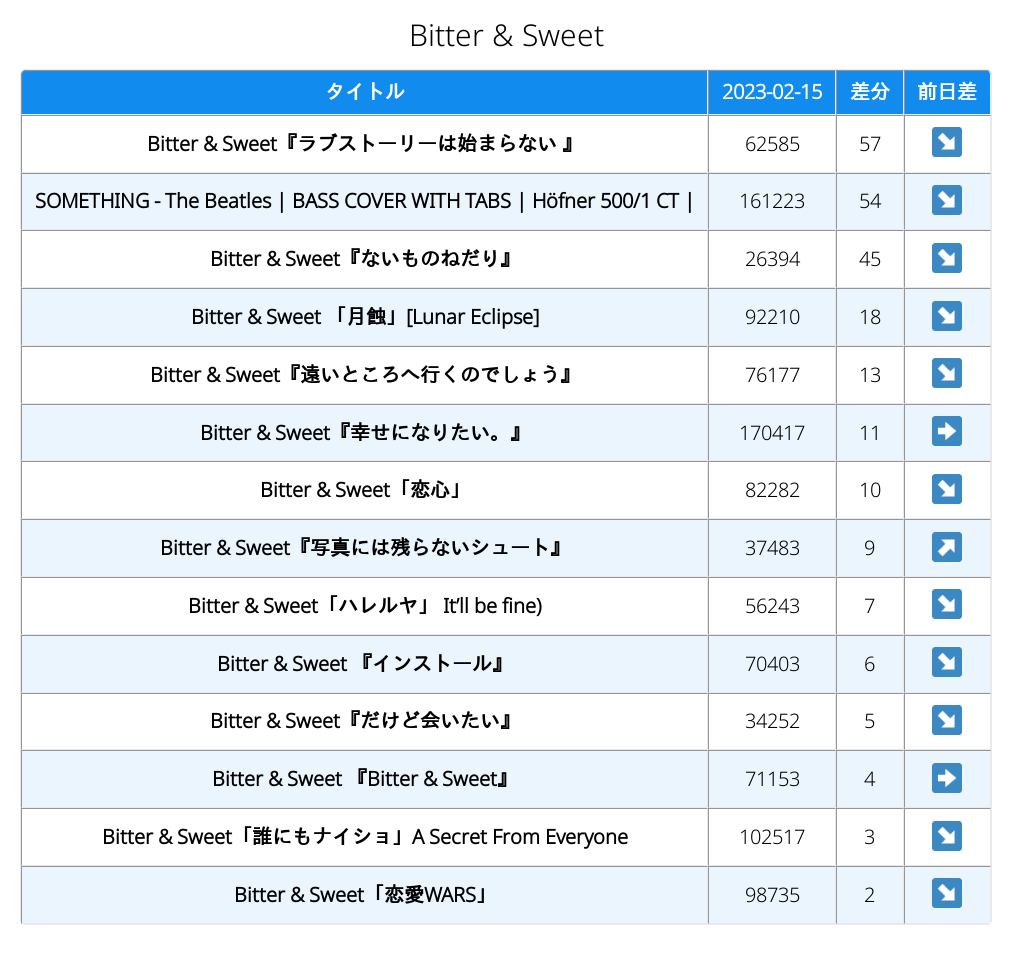 Bitter & Sweet
タイトル 2023-02-15 差分 前日差
Bitter & Sweet『ラブストーリーは始まらない 』 62585 57
SOMETHING - The Beatles | BASS COVER WITH TABS | Höfner 500/1 CT | 161223 54
Bitter & Sweet『ないものねだり』 26394 45
Bitter & Sweet 「月蝕」[Lunar Eclipse] 92210 18
Bitter & Sweet『遠いところへ行くのでしょう』 76177 13
Bitter & Sweet『幸せになりたい。』 170417 11
Bitter & Sweet「恋心」 82282 10
Bitter & Sweet『写真には残らないシュート』 37483 9
Bitter & Sweet「ハレルヤ」 It’ll be fine) 56243 7
Bitter & Sweet 『インストール』 70403 6
Bitter & Sweet『だけど会いたい』 34252 5
Bitter & Sweet 『Bitter & Sweet』 71153 4
Bitter & Sweet「誰にもナイショ」A Secret From Everyone 102517 3
Bitter & Sweet「恋愛WARS」 98735 2